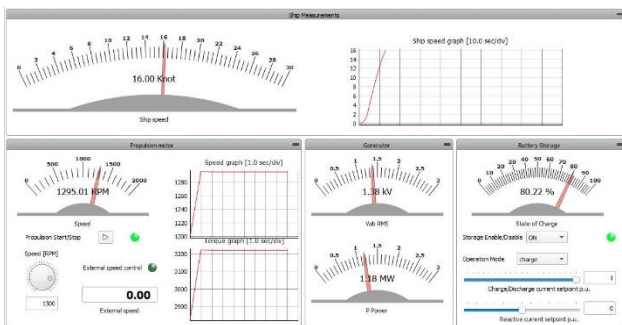 Ship Measurements
0 2 4 6 8 10 12 14 16 18 20 22 24 26 28 30
16.00 Knot
Ship speed
Ship speed graph [10.0 sec/div]
16
14
12
10
8
6
4
2
0
Propulsion motor
0 500 1000 1500 2000
1295.01 RPM
Speed
Propulsion Start/Stop
Speed [RPM]
1300
External speed control
0.00
External speed
Speed graph [1.0 sec/div]
1280
1260
1240
1220
1200
Torque graph [1.0 sec/div]
3200
3100
3000
2900
Generator
0 0.5 1 1.5 2 2.5 3
1.38 kV
Vab RMS
0 0.5 1 1.5 2 2.5 3
1.18 MW
P Power
Battery Storage
0 10 20 30 40 50 60 70 80 90 100
80.22 %
State of Charge
Storage Enable/Disable ON
Operation Mode charge
1
Charge/Discharge current setpoint p.u.
0
Reactive current setpoint p.u.